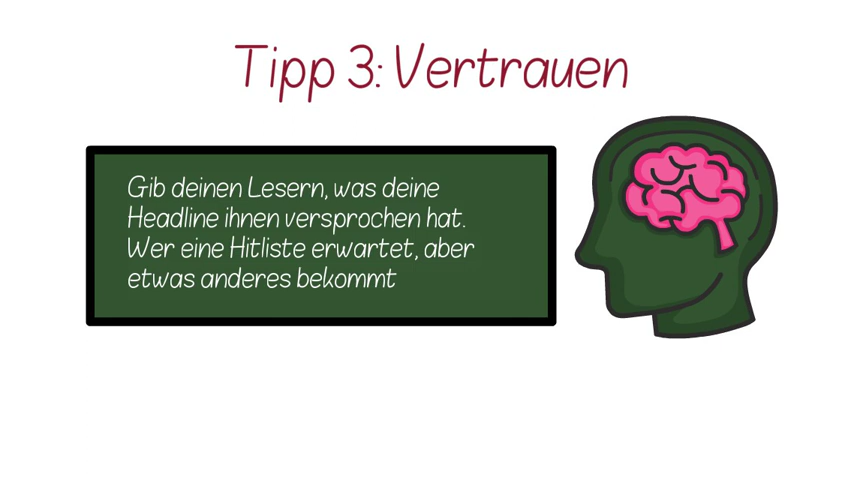 Tipp 3: Vertrauen
Gib deinen Lesern, was deine
Headline ihnen versprochen hat.
Wer eine Hitliste erwartet, aber
etwas anderes bekommt